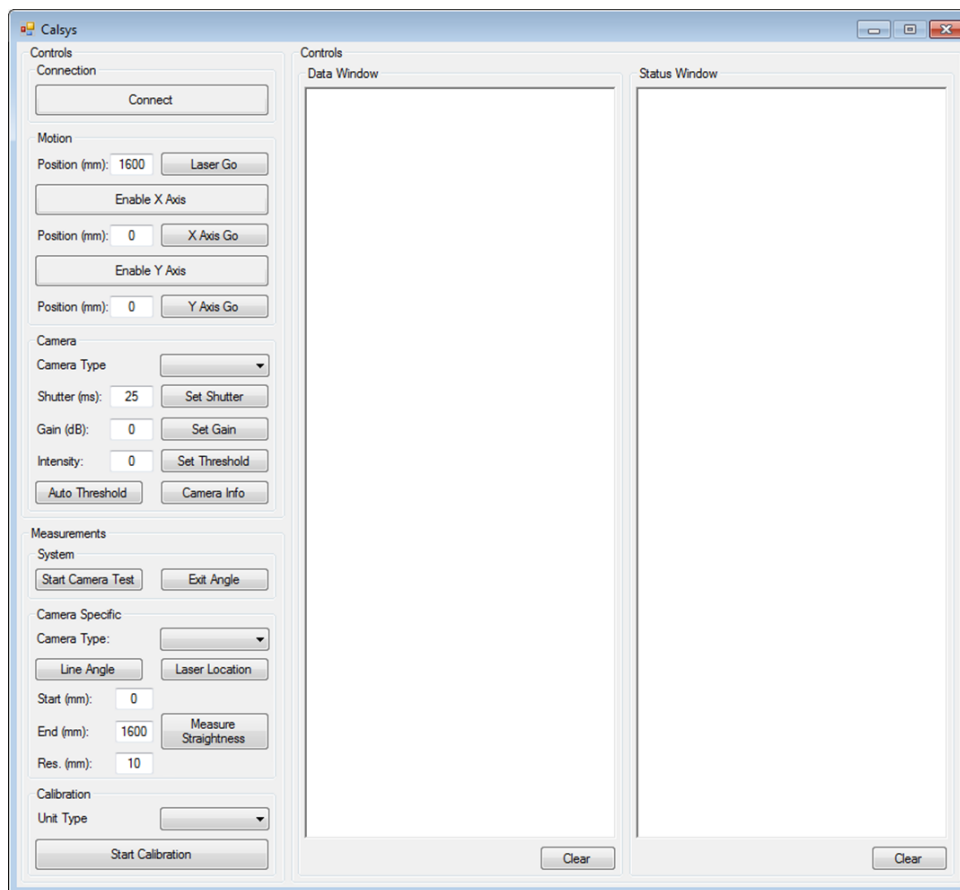 Calsys
Controls
Connection
Connect
Motion
Position (mm): 1600 Laser Go
Enable X Axis
Position (mm): 0 X Axis Go
Enable Y Axis
Position (mm): 0 Y Axis Go
Camera
Camera Type
Shutter (ms): 25 Set Shutter
Gain (dB): 0 Set Gain
Intensity: 0 Set Threshold
Auto Threshold Camera Info
Measurements
System
Start Camera Test Exit Angle
Camera Specific
Camera Type:
Line Angle Laser Location
Start (mm): 0
End (mm): 1600 Measure
Straightness
Res. (mm): 10
Calibration
Unit Type
Start Calibration
Controls
Data Window
Clear
Status Window
Clear